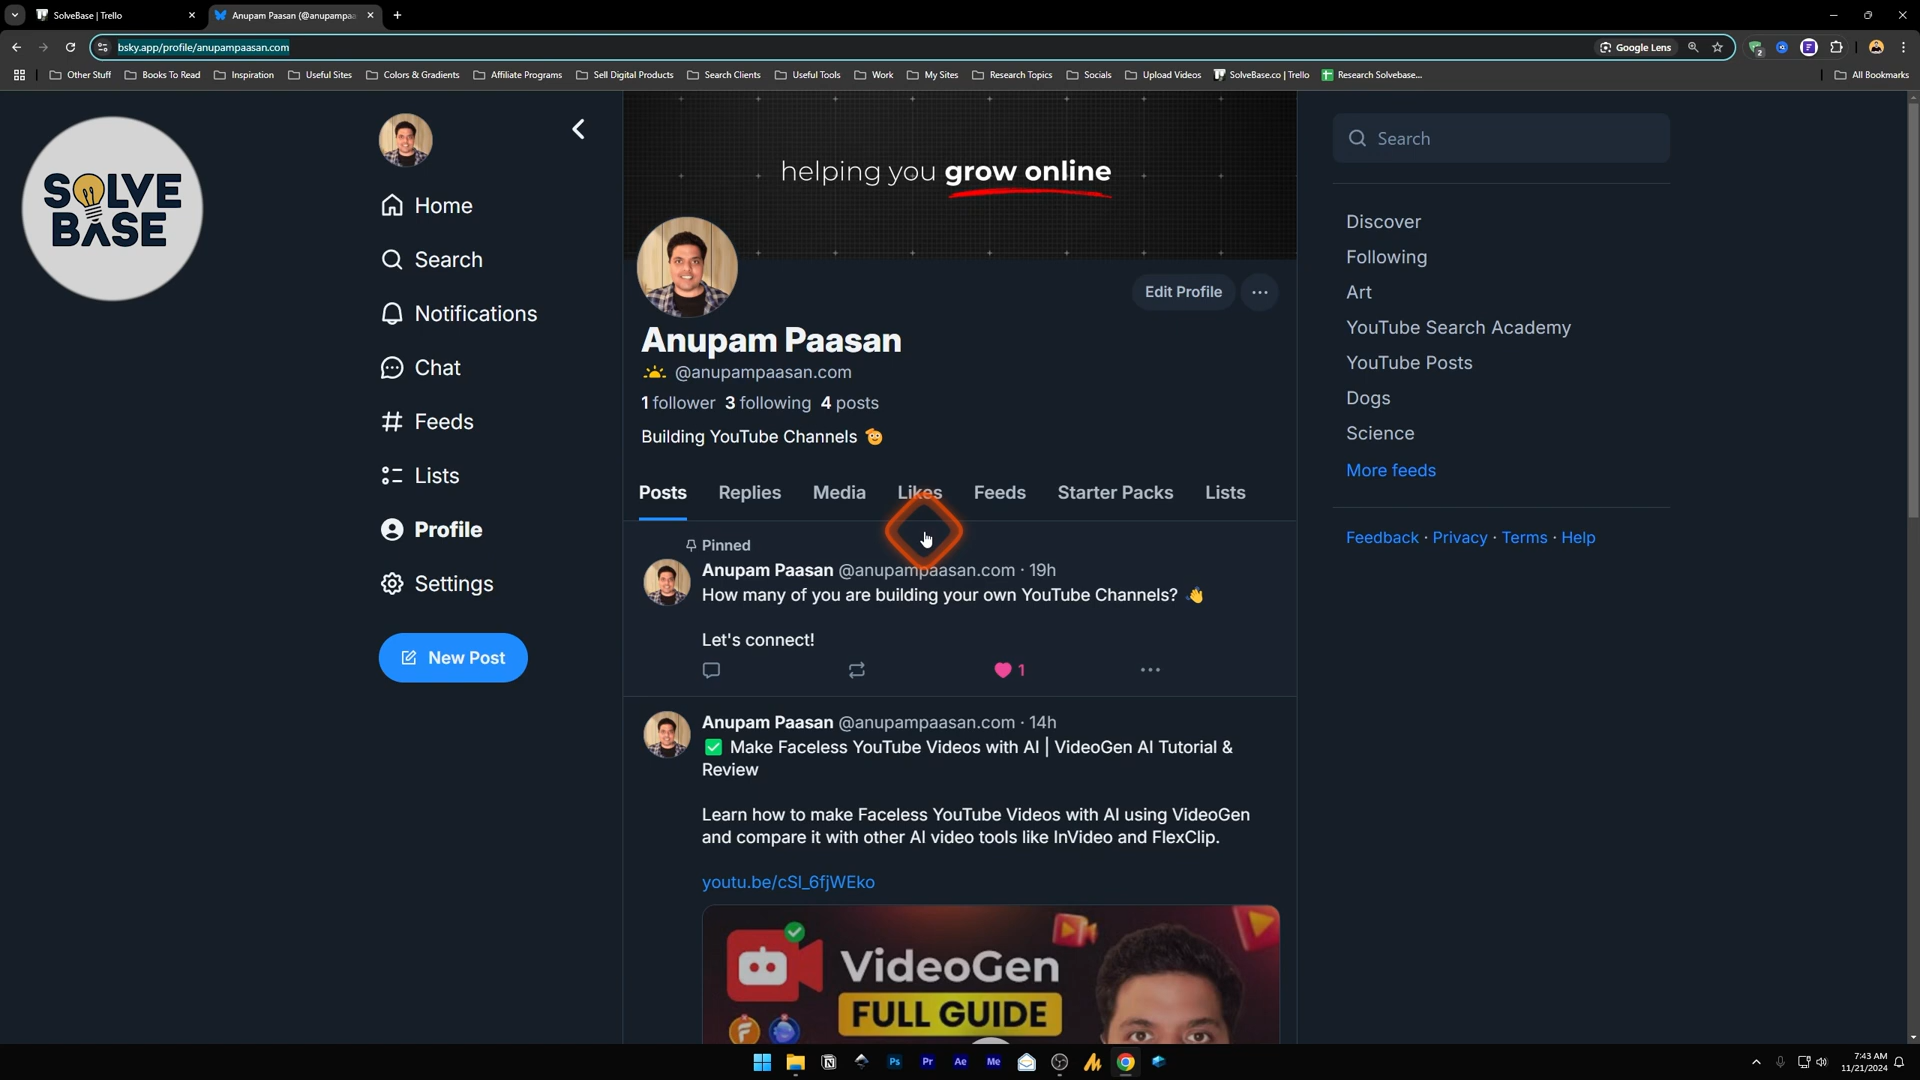 SolveBase | Trello
Anupam Paasan (@anupampaa
bsky.app/profile/anupampaasan.com
Google Lens
Other Stuff
Books To Read
Inspiration
Useful Sites
Colors & Gradients
Affiliate Programs
Sell Digital Products
Search Clients
Useful Tools
Work
My Sites
Research Topics
Socials
Upload Videos
SolveBase.co | Trello
Research Solvebase...
All Bookmarks
SOLVE
BASE
Home
Search
Notifications
Chat
Feeds
Lists
Profile
Settings
New Post
helping you grow online
Edit Profile
Anupam Paasan
@anupampaasan.com
1 follower 3 following 4 posts
Building YouTube Channels
Posts
Replies
Media
Likes
Feeds
Starter Packs
Lists
Pinned
Anupam Paasan @anupampaasan.com · 19h
How many of you are building your own YouTube Channels? 👋
Let's connect!
1
Anupam Paasan @anupampaasan.com · 14h
✅ Make Faceless YouTube Videos with AI | VideoGen AI Tutorial &
Review
Learn how to make Faceless YouTube Videos with AI using VideoGen
and compare it with other AI video tools like InVideo and FlexClip.
youtu.be/cSl_6fjWEko
VideoGen
FULL GUIDE
Search
Discover
Following
Art
YouTube Search Academy
YouTube Posts
Dogs
Science
More feeds
Feedback · Privacy · Terms · Help
Ps
Pr
Ae
Me
7:43 AM
11/21/2024